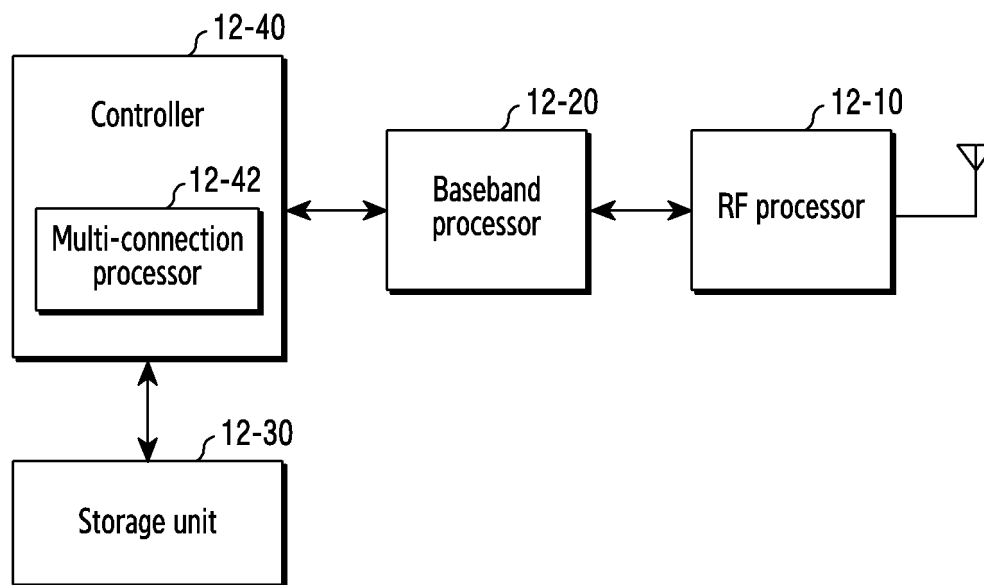 12-40
Controller
12-42
Multi-connection
processor
12-20
Baseband
processor
12-10
RF processor
12-30
Storage unit